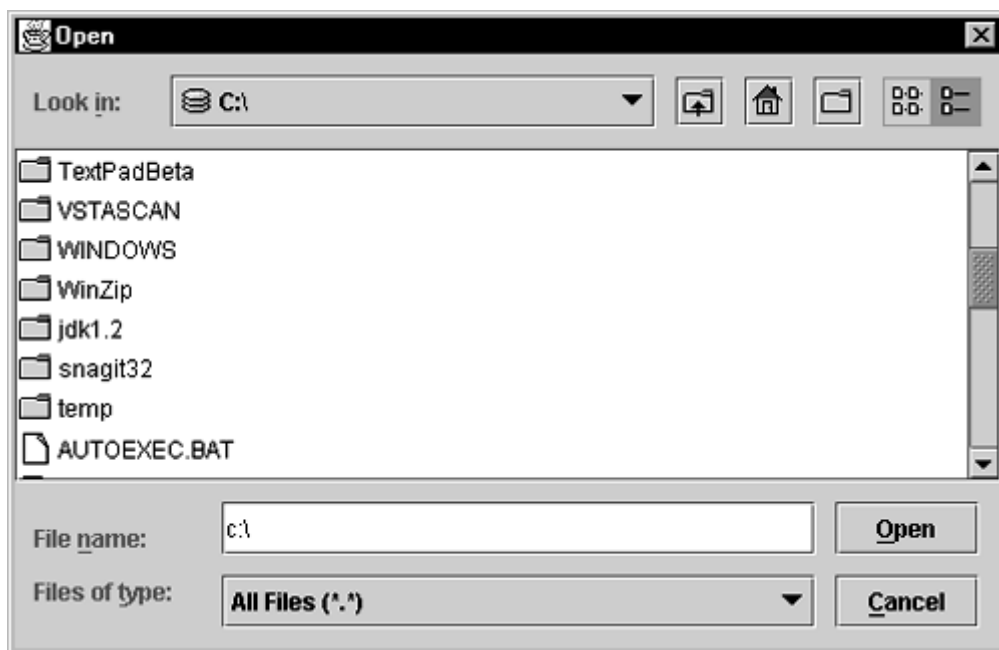 Open
Look in:
C:\
TextPadBeta
VSTASCAN
WINDOWS
WinZip
jdk1.2
snagit32
temp
AUTOEXEC.BAT
File name:
c:\
Open
Files of type:
All Files (*.*)
Cancel